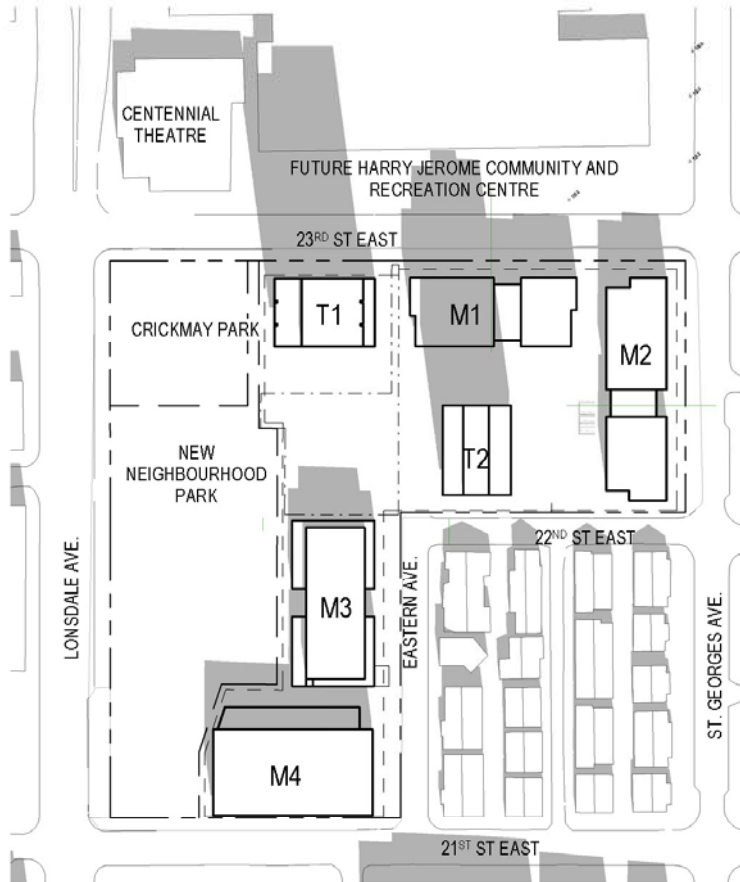 CENTENNIAL
THEATRE
FUTURE HARRY JEROME COMMUNITY AND
RECREATION CENTRE
23RD ST EAST
CRICKMAY PARK
T1
M1
M2
NEW
NEIGHBOURHOOD
PARK
T2
22ND ST EAST
LONSDALE AVE.
M3
EASTERN AVE.
ST. GEORGES AVE.
M4
21ST ST EAST